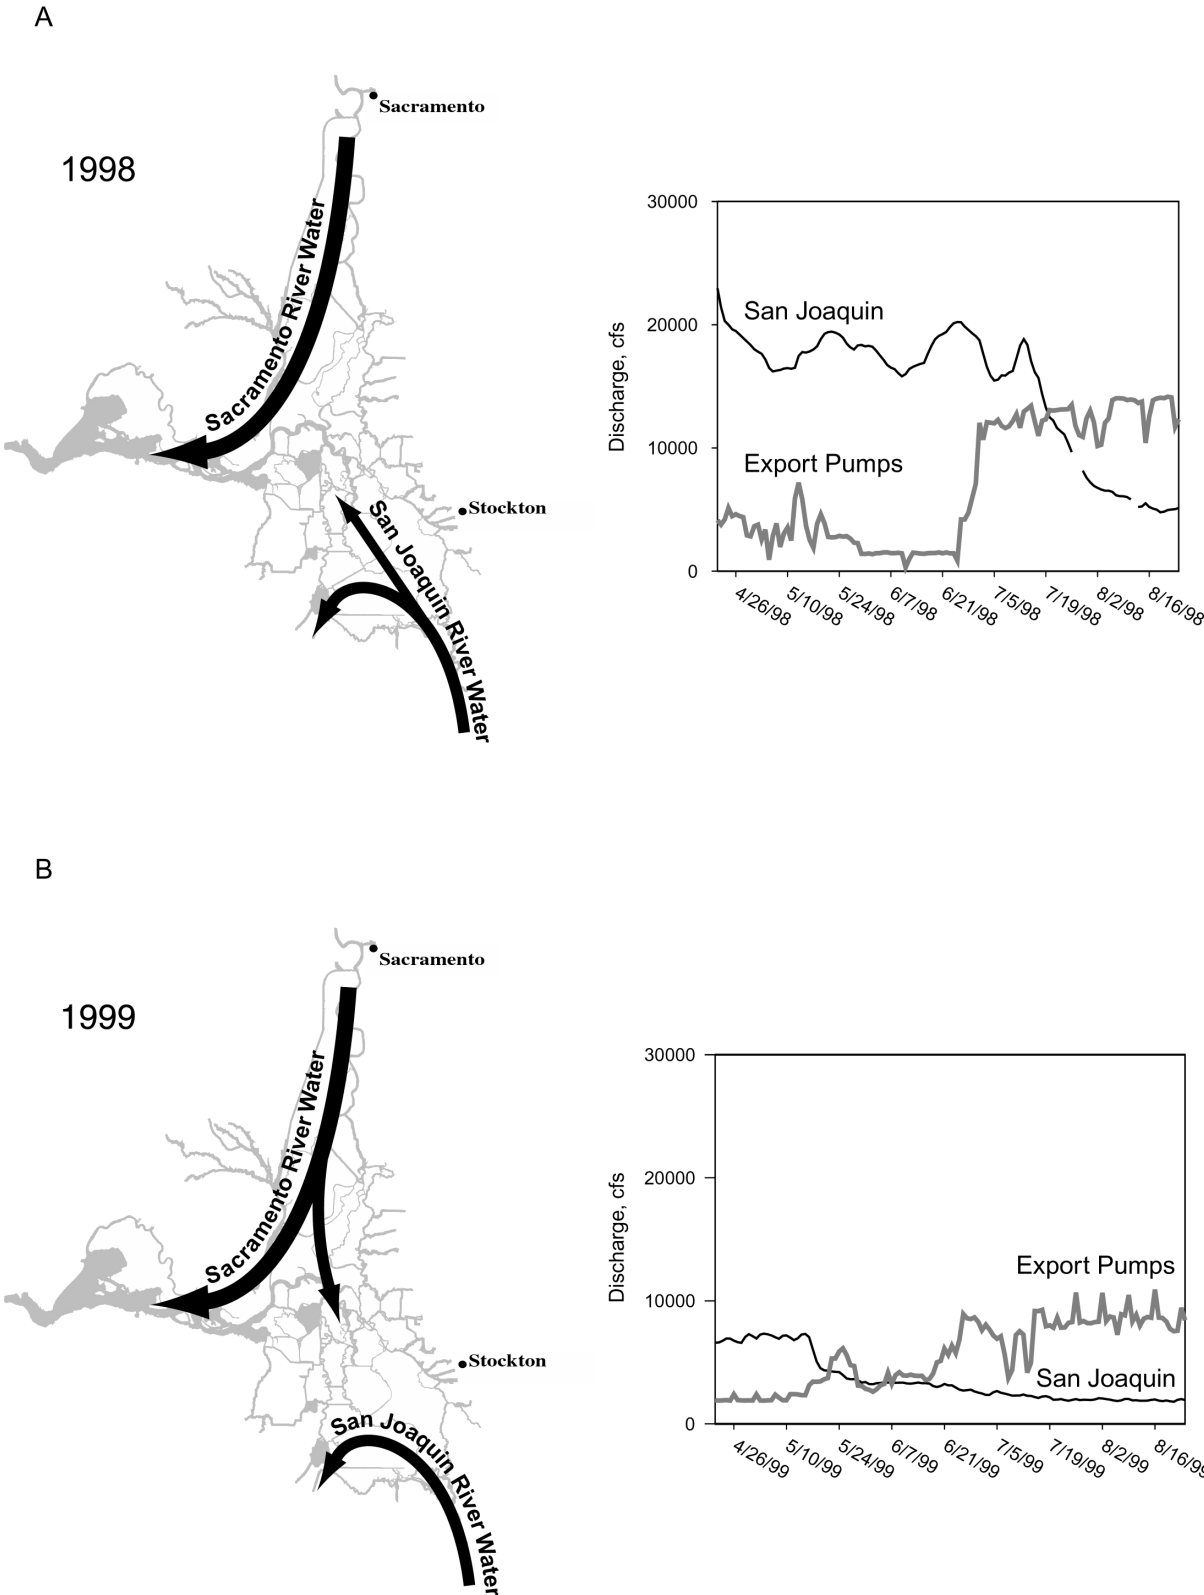 A
Sacramento
1998
Sacramento River Water
Stockton
San Joaquin River Water
30000
20000
10000
0
Discharge, cfs
San Joaquin
Export Pumps
4/26/98
5/10/98
5/24/98
6/7/98
6/21/98
7/5/98
7/19/98
8/2/98
8/16/98
B
Sacramento
1999
Sacramento River Water
Stockton
San Joaquin River Water
30000
20000
10000
0
Discharge, cfs
Export Pumps
San Joaquin
4/26/99
5/10/99
5/24/99
6/7/99
6/21/99
7/5/99
7/19/99
8/2/99
8/16/99